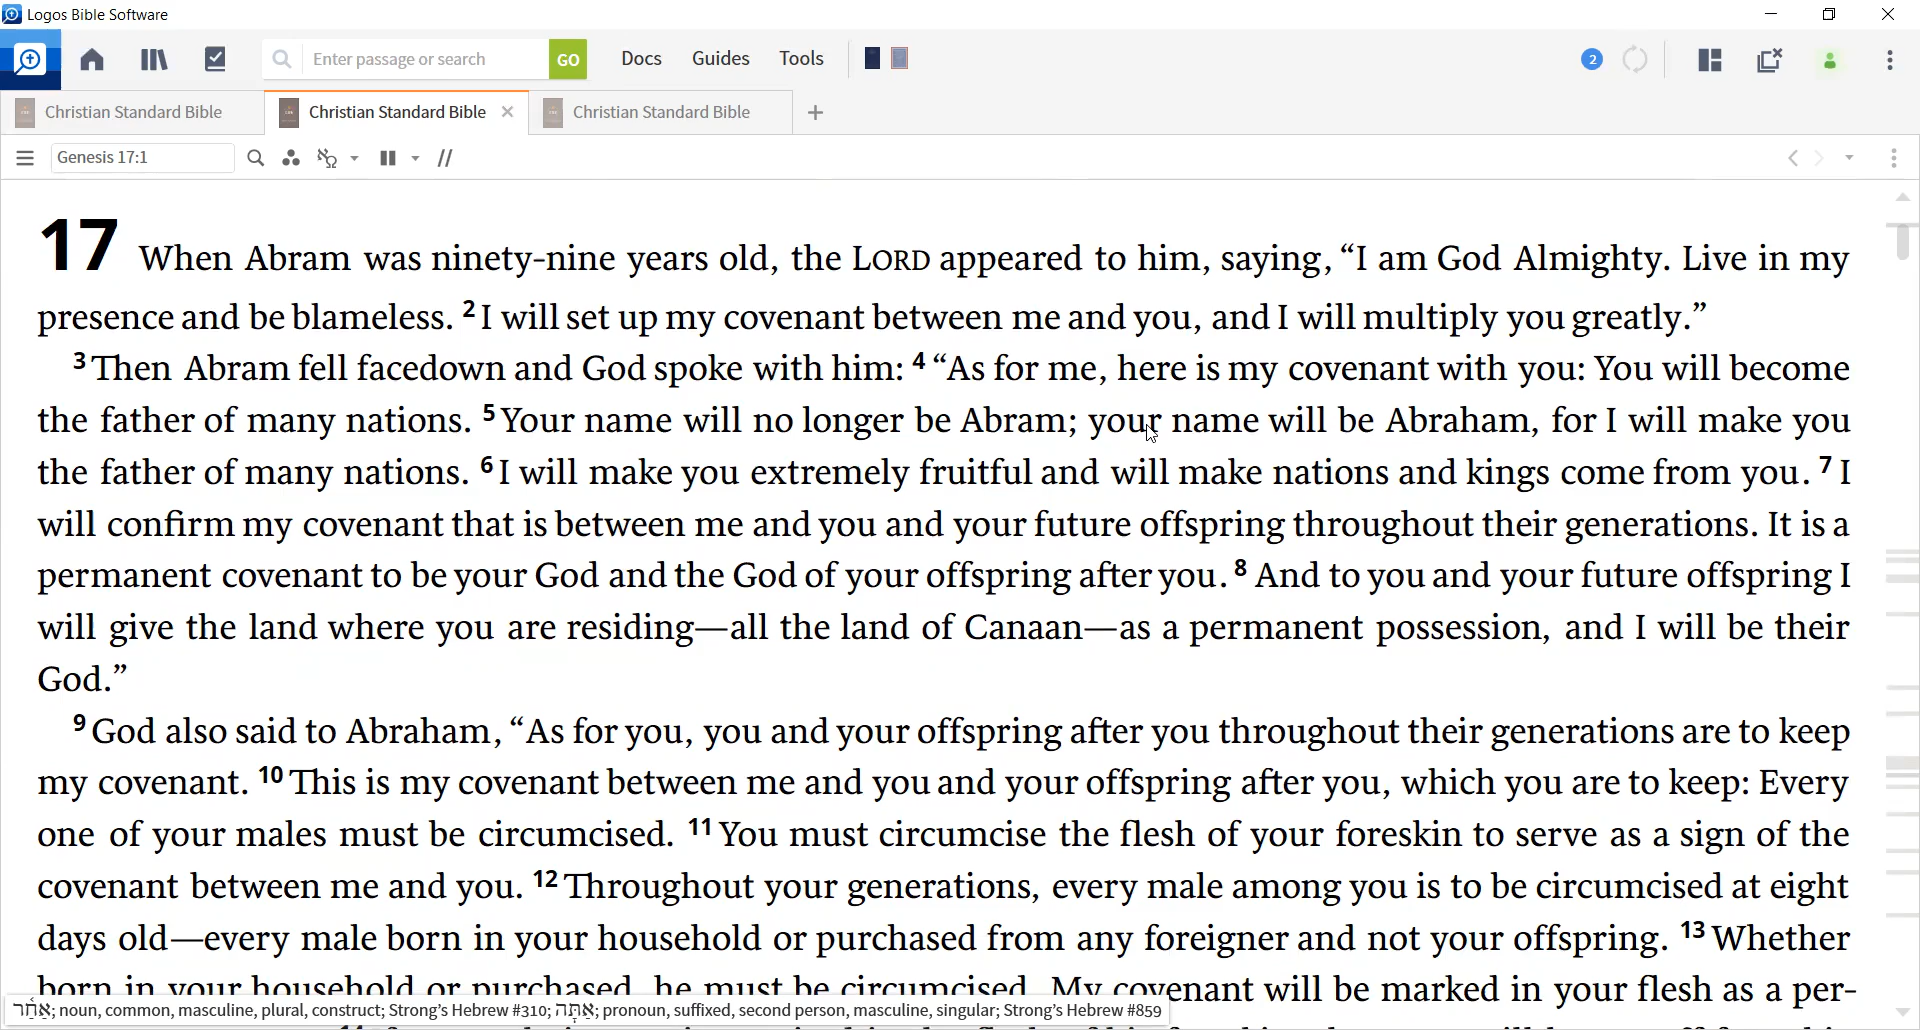 Logos Bible Software
Enter passage or search
GO
Docs
Guides
Tools
2
Christian Standard Bible
Christian Standard Bible
Christian Standard Bible
Genesis 17:1
17 When Abram was ninety-nine years old, the LORD appeared to him, saying, “I am God Almighty. Live in my
presence and be blameless. 2 I will set up my covenant between me and you, and I will multiply you greatly.”
3 Then Abram fell facedown and God spoke with him: 4 “As for me, here is my covenant with you: You will become
the father of many nations. 5 Your name will no longer be Abram; your name will be Abraham, for I will make you
the father of many nations. 6 I will make you extremely fruitful and will make nations and kings come from you. 7 I
will confirm my covenant that is between me and you and your future offspring throughout their generations. It is a
permanent covenant to be your God and the God of your offspring after you. 8 And to you and your future offspring I
will give the land where you are residing—all the land of Canaan—as a permanent possession, and I will be their
God.”
9 God also said to Abraham, “As for you, you and your offspring after you throughout their generations are to keep
my covenant. 10 This is my covenant between me and you and your offspring after you, which you are to keep: Every
one of your males must be circumcised. 11 You must circumcise the flesh of your foreskin to serve as a sign of the
covenant between me and you. 12 Throughout your generations, every male among you is to be circumcised at eight
days old—every male born in your household or purchased from any foreigner and not your offspring. 13 Whether
born in your household or purchased, he must be circumcised. My covenant will be marked in your flesh as a per-
אַחַר; noun, common, masculine, plural, construct; Strong’s Hebrew #310; אַתָּה; pronoun, suffixed, second person, masculine, singular; Strong’s Hebrew #859